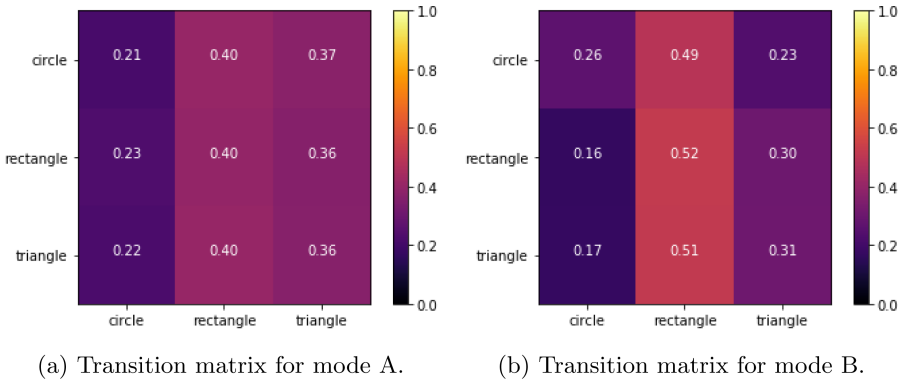 1.0
1.0
circle
0.21
0.40
0.37
circle
0.26
0.49
0.23
0.8
0.8
0.6
0.6
rectangle
0.23
0.40
0.36
rectangle
0.16
0.52
0.30
0.4
0.4
triangle
0.22
0.40
0.36
triangle
0.17
0.51
0.31
0.2
0.2
0.0
0.0
circle
rectangle
triangle
circle
rectangle
triangle
(a) Transition matrix for mode A.
(b) Transition matrix for mode B.